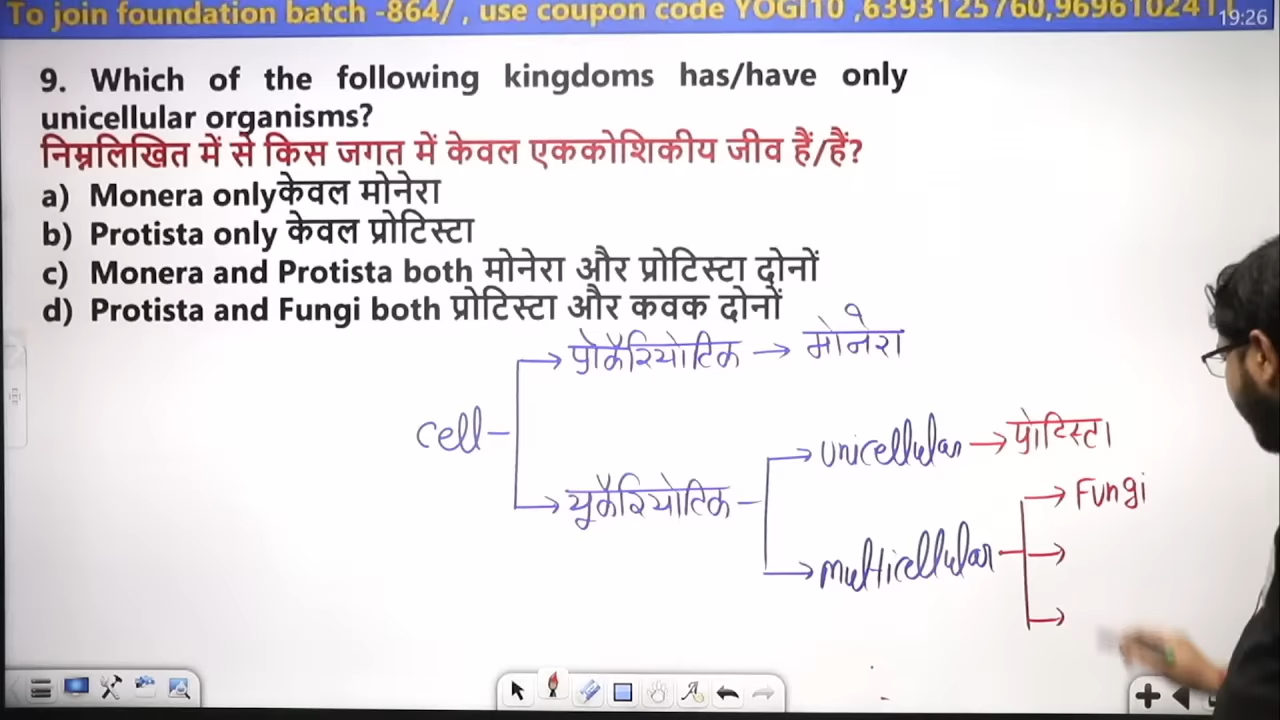 To join foundation batch -864/ , use coupon code YOGI10 ,6393125760,9696102411
19:26
9. Which of the following kingdoms has/have only
unicellular organisms?
निम्नलिखित में से किस जगत में केवल एककोशिकीय जीव हैं/हैं?
a) Monera onlyकेवल मोनेरा
b) Protista only केवल प्रोटिस्टा
c) Monera and Protista both मोनेरा और प्रोटिस्टा दोनों
d) Protista and Fungi both प्रोटिस्टा और कवक दोनों
प्रोकैरियोटिक → मोनेरा
cell
unicellular → प्रोटिस्टा
यूकैरियोटिक
Fungi
multicellular